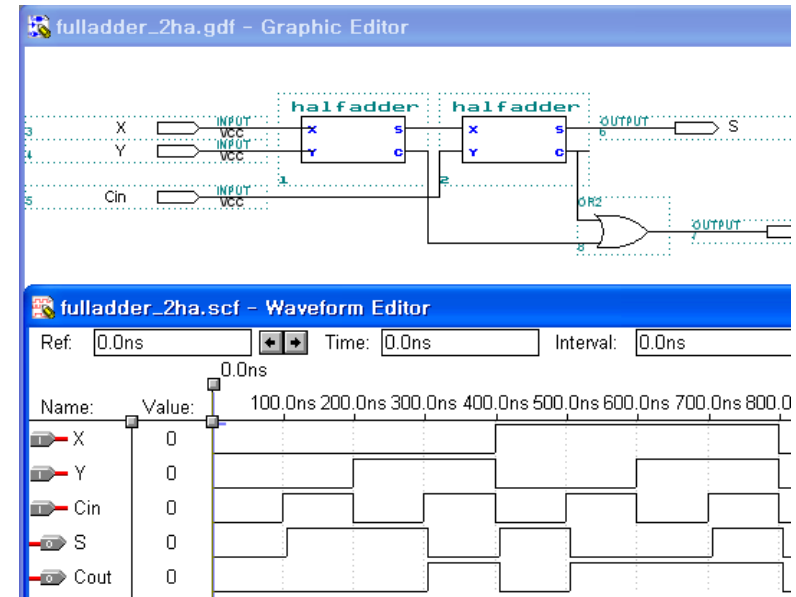 fulladder_2ha.gdf - Graphic Editor
halfadder halfadder
3 X INPUT VCC X S X S 6 OUTPUT S
4 Y INPUT VCC Y C Y C
1 2
5 Cin INPUT VCC OR2
8 7 OUTPUT
fulladder_2ha.scf - Waveform Editor
Ref: 0.0ns Time: 0.0ns Interval: 0.0ns
0.0ns
Name: Value: 100.0ns 200.0ns 300.0ns 400.0ns 500.0ns 600.0ns 700.0ns 800.0
X 0
Y 0
Cin 0
S 0
Cout 0